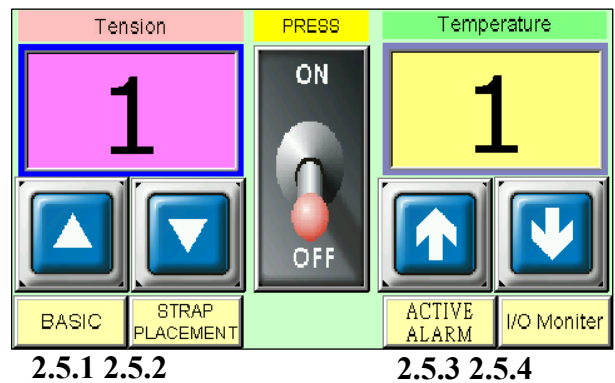 Tension PRESS Temperature
1 ON 1
OFF
BASIC STRAP PLACEMENT ACTIVE ALARM I/O Moniter
2.5.1 2.5.2 2.5.3 2.5.4